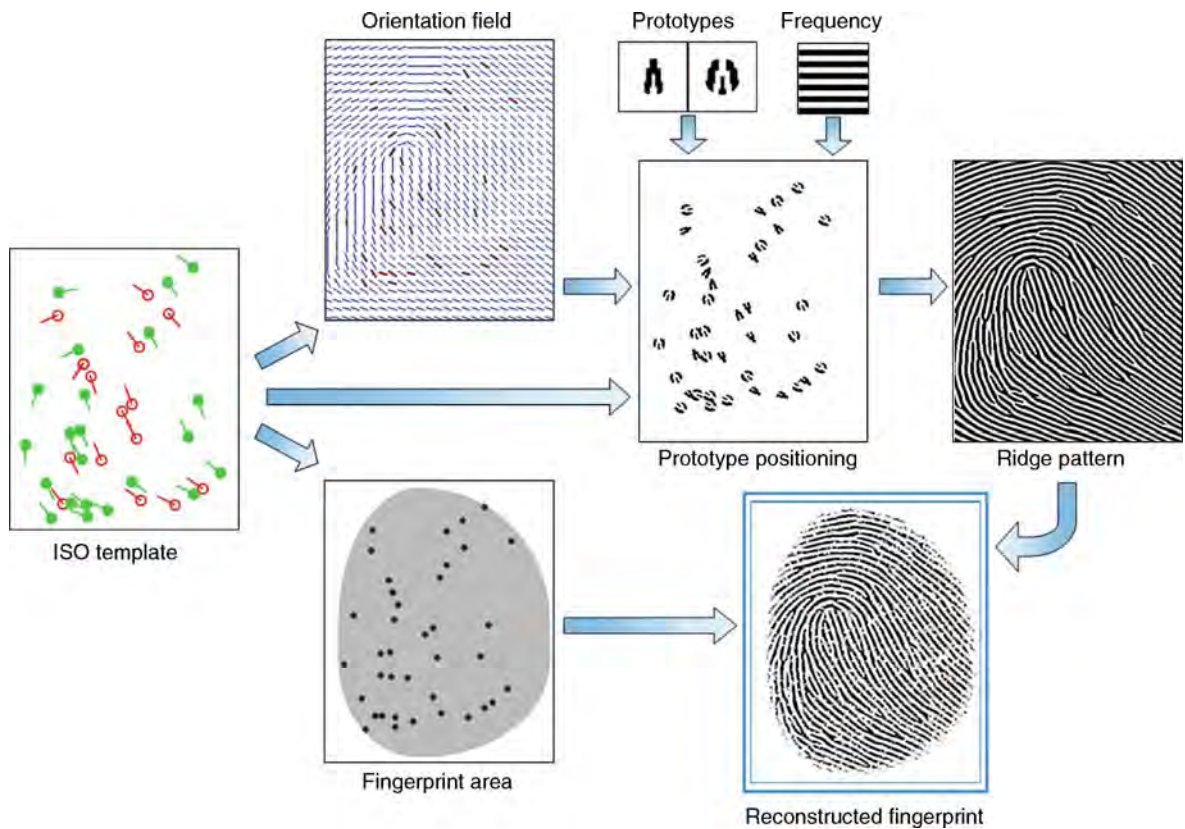 Orientation field
Prototypes
Frequency
ISO template
Prototype positioning
Ridge pattern
Fingerprint area
Reconstructed fingerprint